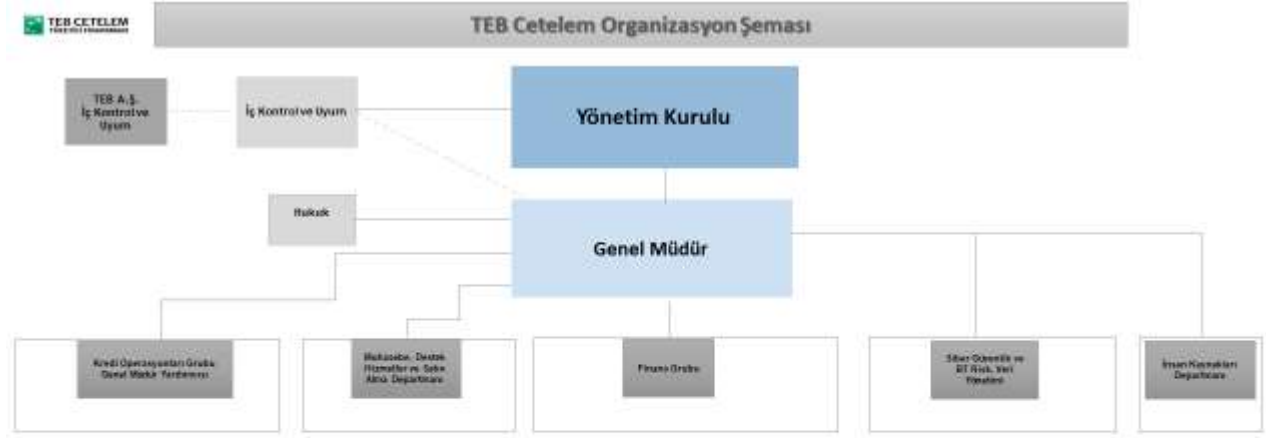 TEB CETELEM
TEB Cetelem Organizasyon Şeması
TEB A.Ş.
İç Kontrol ve
Uyum
İç Kontrol ve Uyum
Yönetim Kurulu
Hukuk
Genel Müdür
Kredi Operasyonları Grubu
Genel Müdür Yardımcısı
Muhasebe, Destek
Hizmetler ve Satın
Alma Departmanı
Finans Grubu
Siber Güvenlik ve
BT Risk, Veri
Yönetimi
İnsan Kaynakları
Departmanı